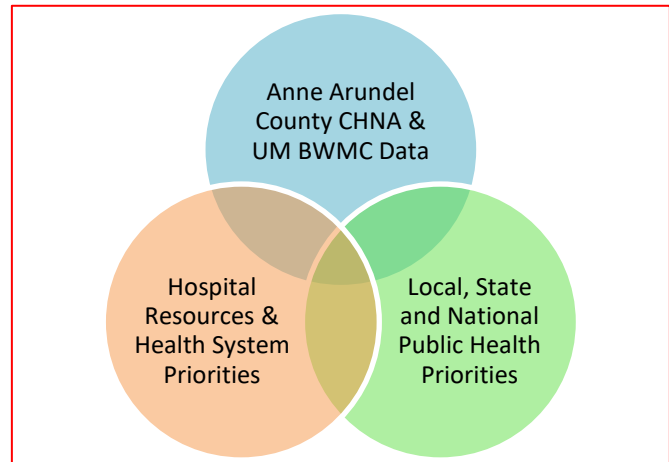 Anne Arundel
County CHNA &
UM BWMC Data
Hospital
Resources &
Health System
Priorities
Local, State
and National
Public Health
Priorities